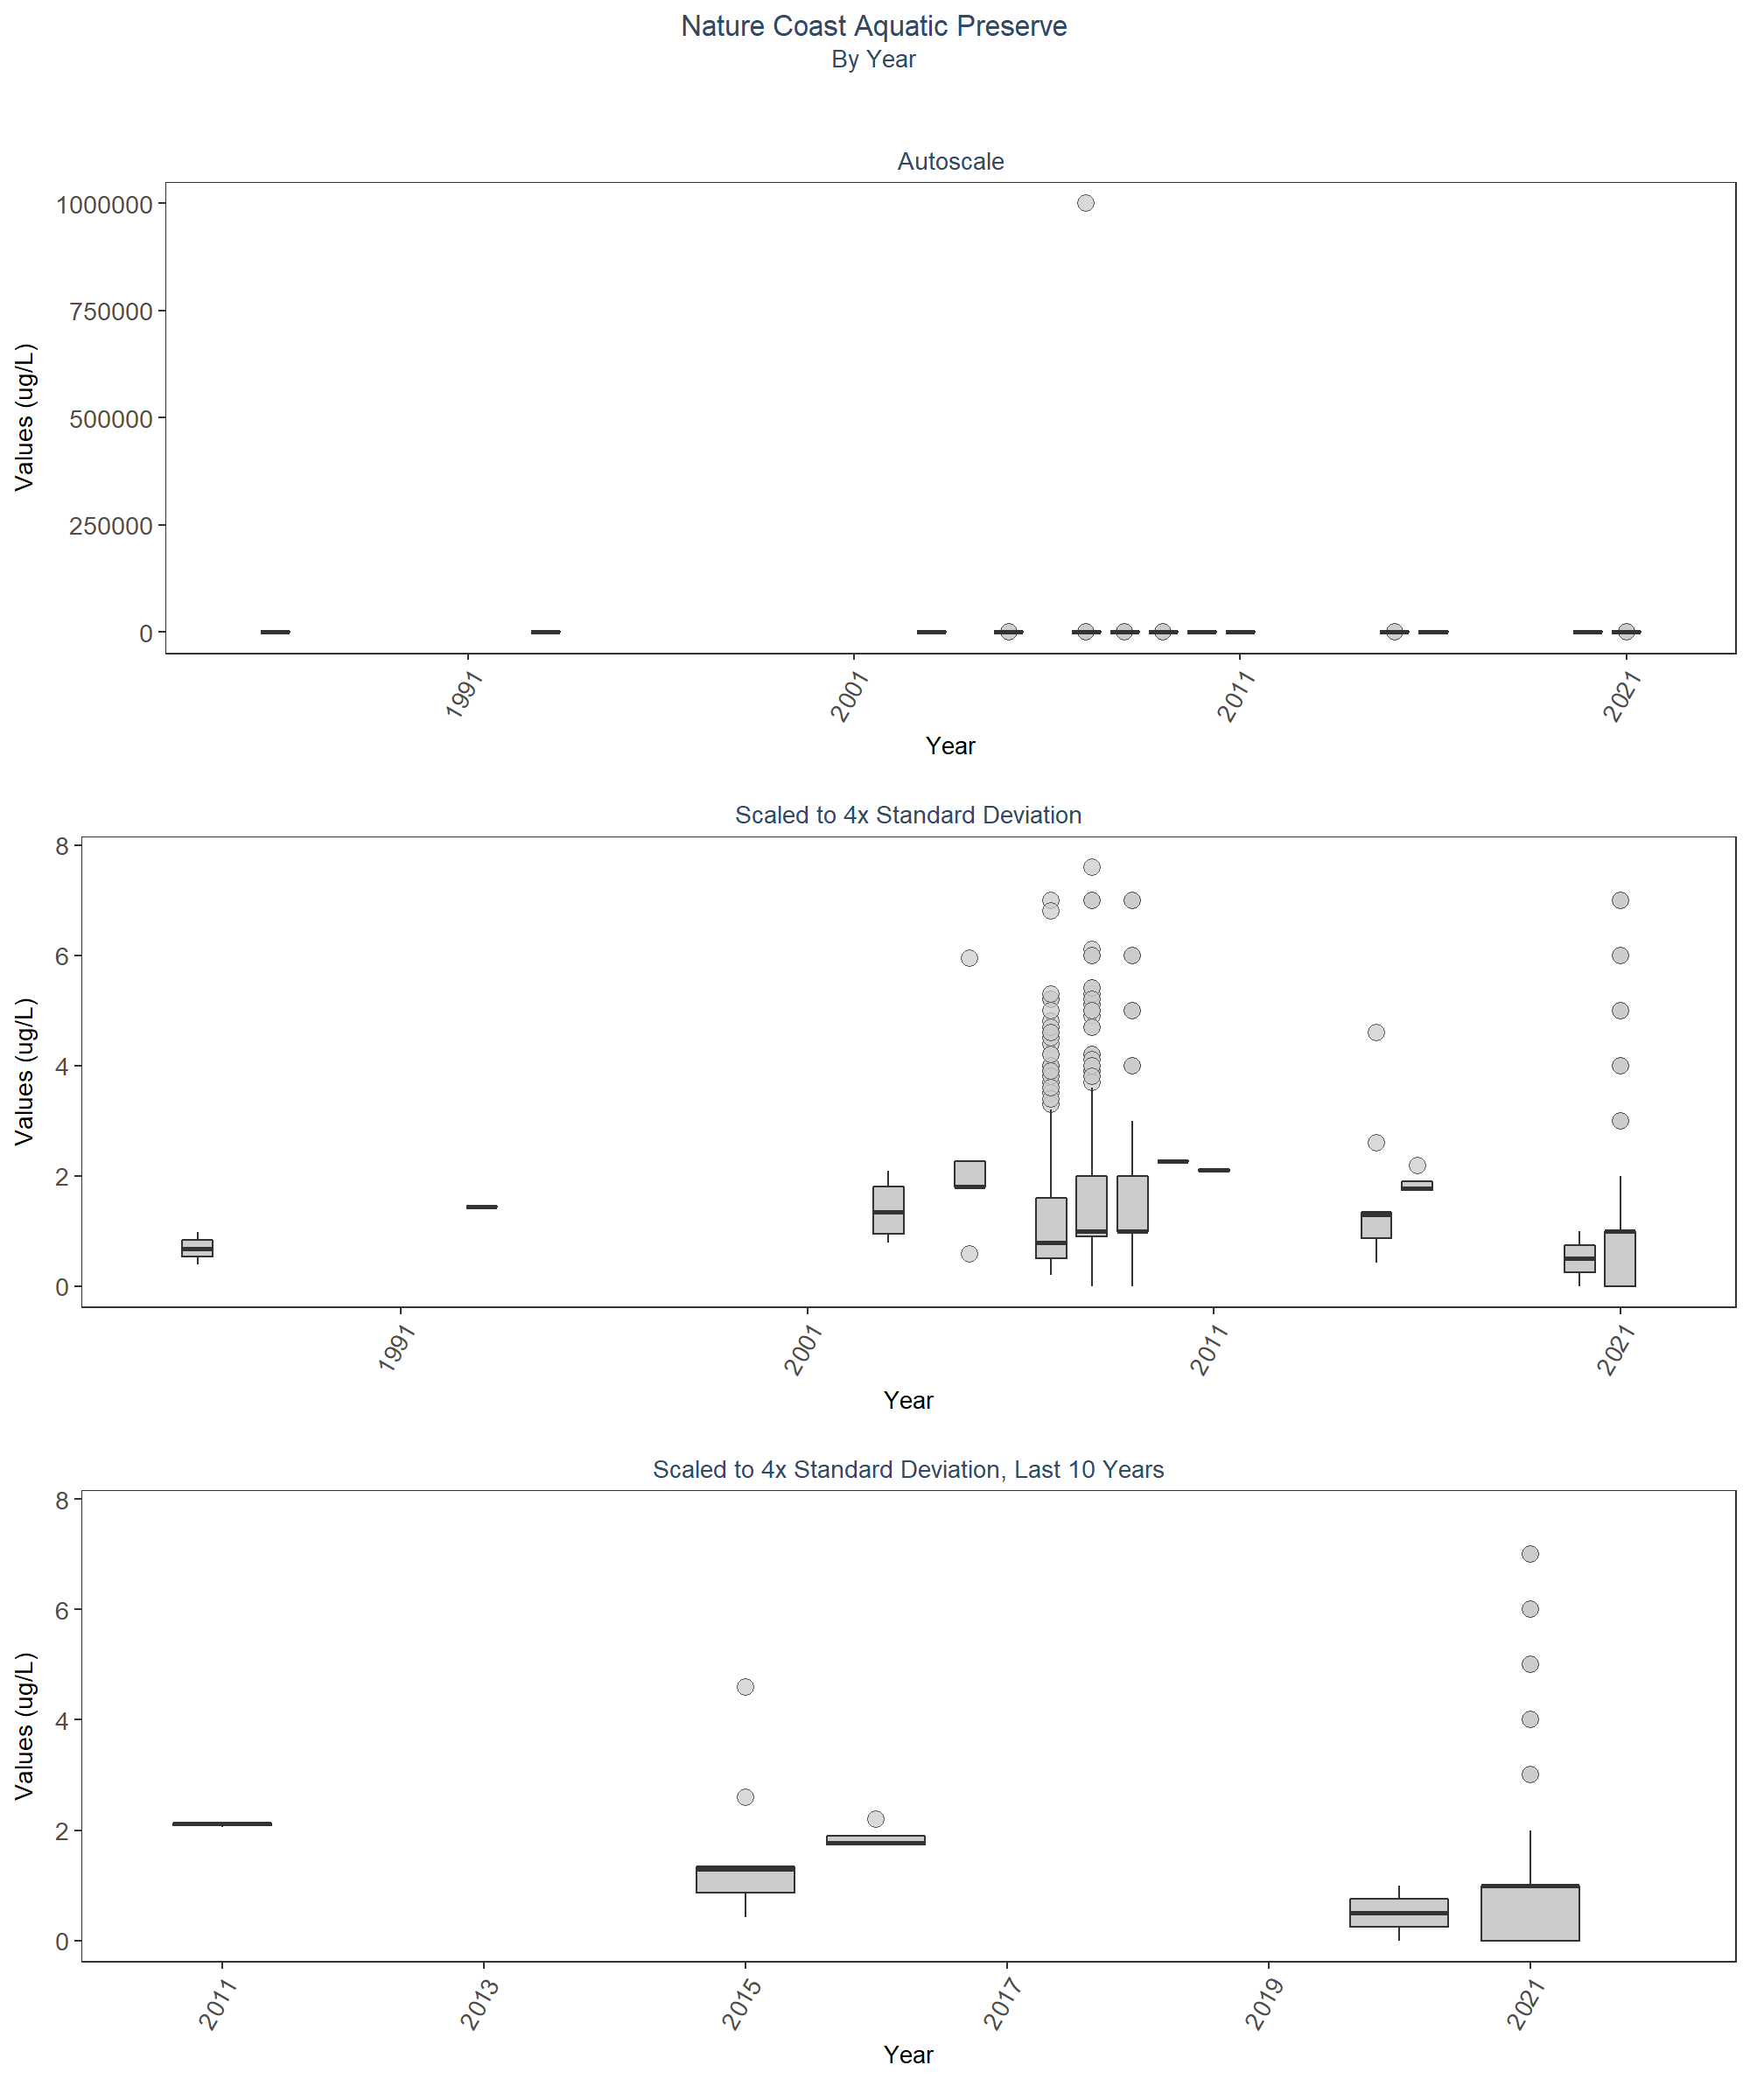 Nature Coast Aquatic Preserve
By Year
Autoscale
1000000
750000
500000
250000
0
Values (ug/L)
1991
2001
2011
2021
Year
Scaled to 4x Standard Deviation
8
6
4
2
0
Values (ug/L)
1991
2001
2011
2021
Year
Scaled to 4x Standard Deviation, Last 10 Years
8
6
4
2
0
Values (ug/L)
2011
2013
2015
2017
2019
2021
Year